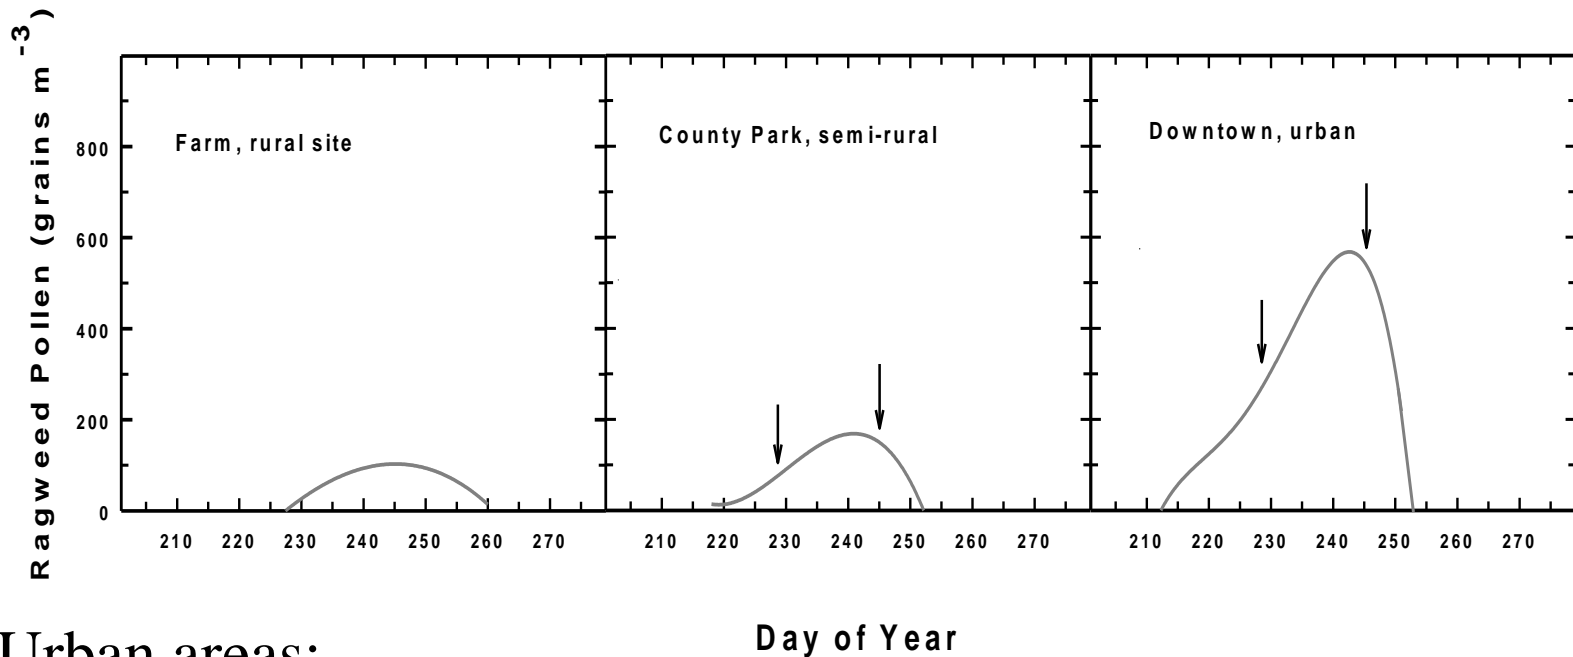 Ragweed Pollen (grains m-3)
Farm, rural site
County Park, semi-rural
Downtown, urban
800
600
400
200
0
210 220 230 240 250 260 270
210 220 230 240 250 260 270
210 220 230 240 250 260 270
Day of Year
Urban areas: